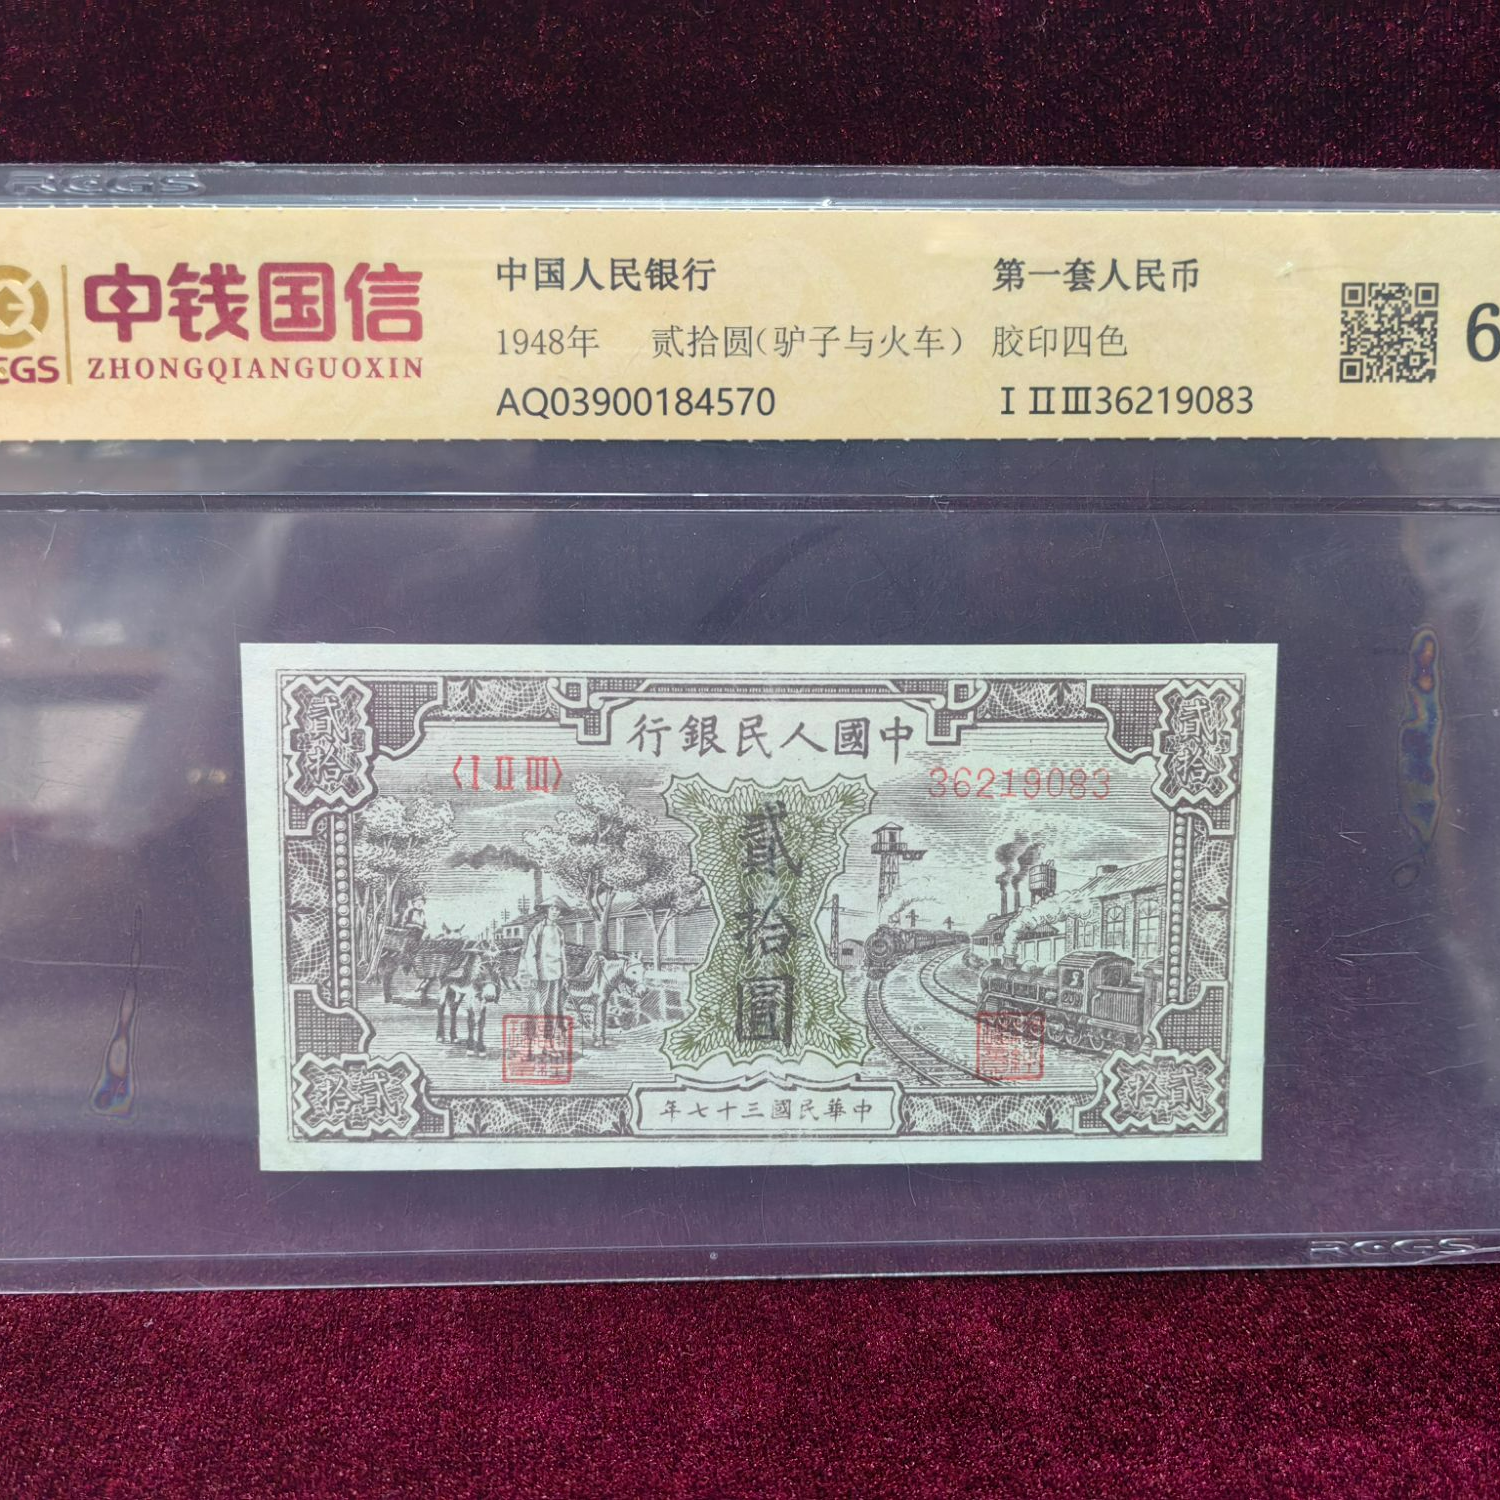 RCGS
中钱国信
ZHONGQIANGUOXIN
中国人民银行 第一套人民币
1948年 贰拾圆(驴子与火车) 胶印四色
AQ03900184570 I II III36219083
6
行銀民人國中
〈I II III〉 36219083
貳拾
貳拾
貳拾圓
拾貳
拾貳
年七十三國民華中
RCGS